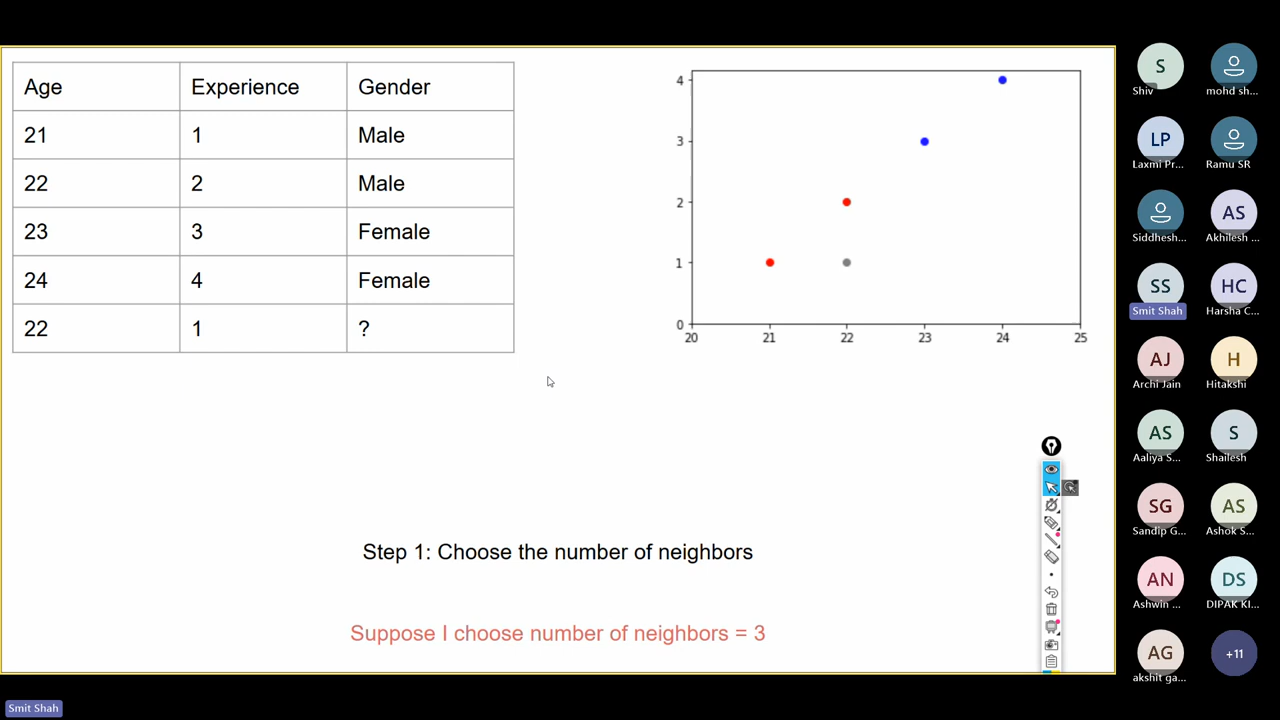 Age Experience Gender
21 1 Male
22 2 Male
23 3 Female
24 4 Female
22 1 ?
4
3
2
1
0
20 21 22 23 24 25
Step 1: Choose the number of neighbors
Suppose I choose number of neighbors = 3
S
Shiv mohd sh...
LP
Laxmi Pr... Ramu SR
AS
Siddhesh... Akhilesh ...
SS HC
Smit Shah Harsha C...
AJ H
Archi Jain Hitakshi
AS S
Aaliya S... Shailesh
SG AS
Sandip G... Ashok S...
AN DS
Ashwin ... DIPAK KI...
AG +11
akshit ga...
Smit Shah